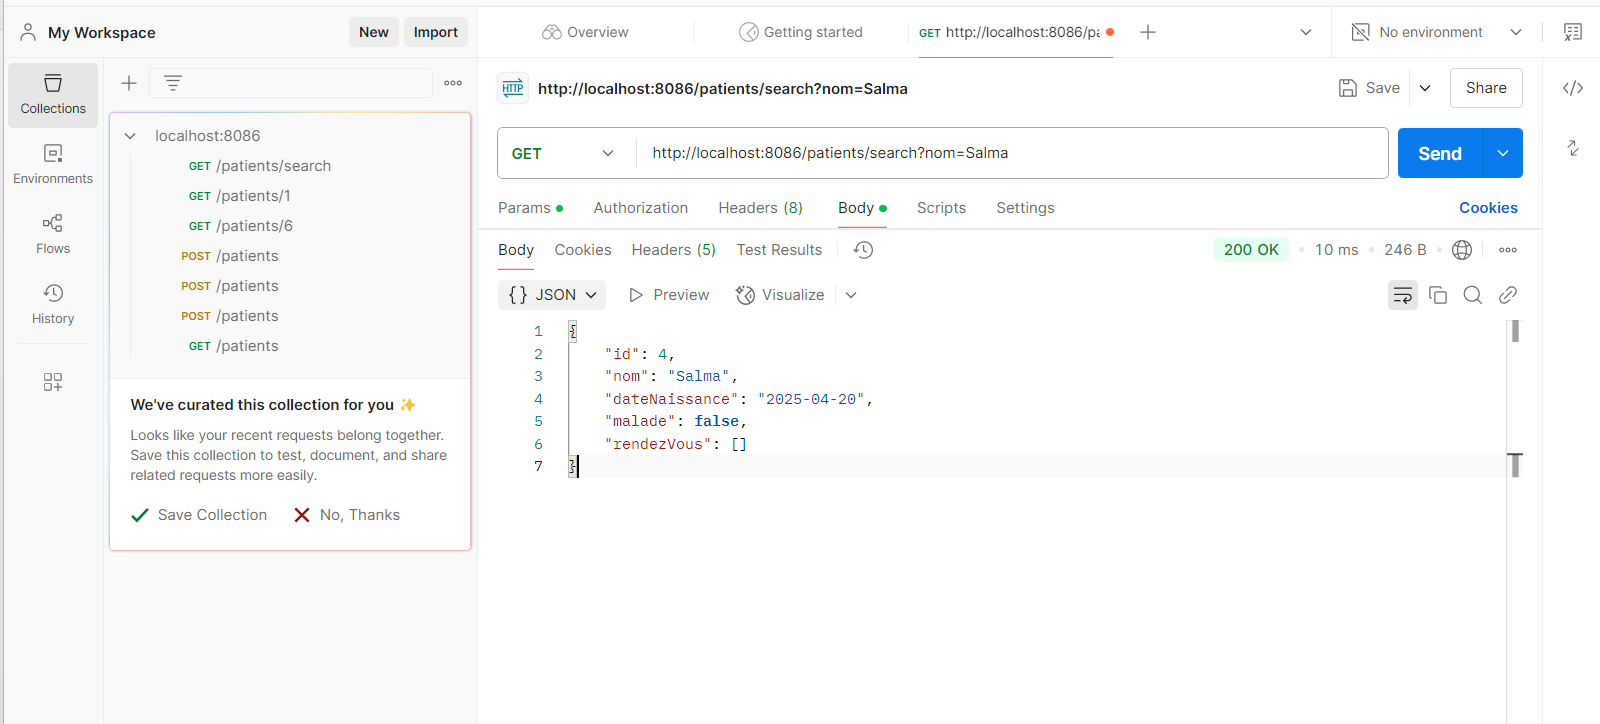 My Workspace
New
Import
Overview
Getting started
GET http://localhost:8086/pa
No environment
Collections
Environments
Flows
History
localhost:8086
GET /patients/search
GET /patients/1
GET /patients/6
POST /patients
POST /patients
POST /patients
GET /patients
We've curated this collection for you ✨
Looks like your recent requests belong together.
Save this collection to test, document, and share
related requests more easily.
Save Collection
No, Thanks
HTTP
http://localhost:8086/patients/search?nom=Salma
Save
Share
GET
http://localhost:8086/patients/search?nom=Salma
Send
Params
Authorization
Headers (8)
Body
Scripts
Settings
Cookies
Body
Cookies
Headers (5)
Test Results
200 OK
10 ms
246 B
{} JSON
Preview
Visualize
1 {
2 "id": 4,
3 "nom": "Salma",
4 "dateNaissance": "2025-04-20",
5 "malade": false,
6 "rendezVous": []
7 }